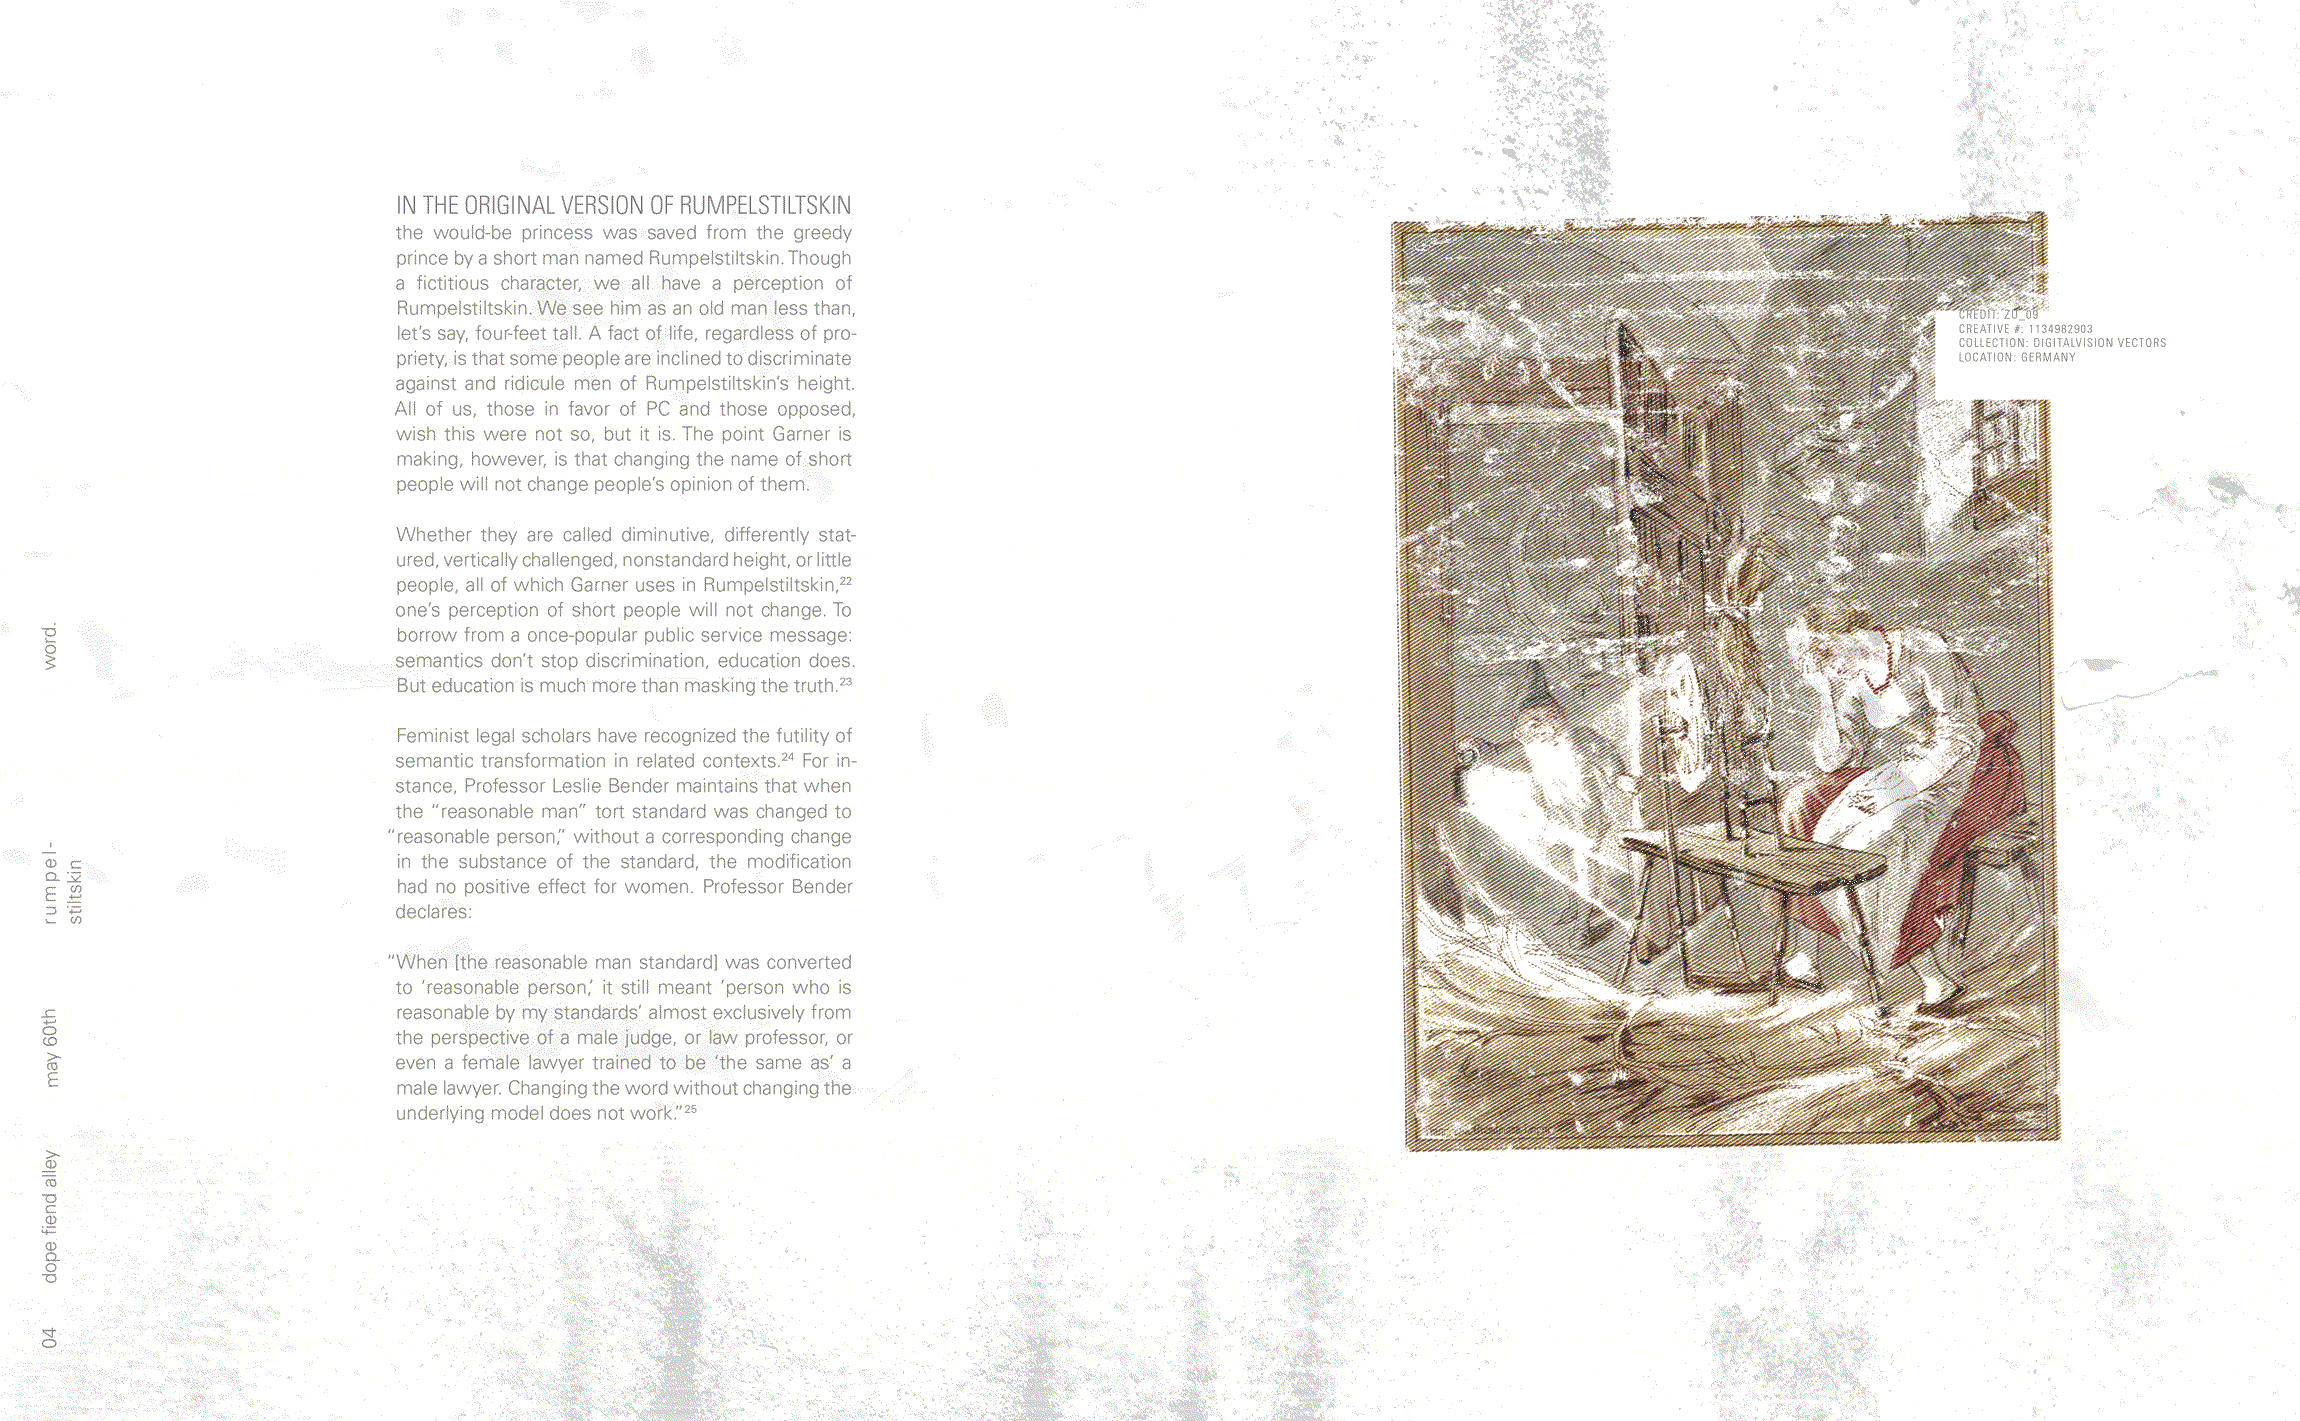 IN THE ORIGINAL VERSION OF RUMPELSTILTSKIN
the would-be princess was saved from the greedy
prince by a short man named Rumpelstiltskin. Though
a fictitious character, we all have a perception of
Rumpelstiltskin. We see him as an old man less than,
let’s say, four-feet tall. A fact of life, regardless of pro-
priety, is that some people are inclined to discriminate
against and ridicule men of Rumpelstiltskin’s height.
All of us, those in favor of PC and those opposed,
wish this were not so, but it is. The point Garner is
making, however, is that changing the name of short
people will not change people’s opinion of them.
Whether they are called diminutive, differently stat-
ured, vertically challenged, nonstandard height, or little
people, all of which Garner uses in Rumpelstiltskin,²²
one’s perception of short people will not change. To
borrow from a once-popular public service message:
semantics don’t stop discrimination, education does.
But education is much more than masking the truth.²³
Feminist legal scholars have recognized the futility of
semantic transformation in related contexts.²⁴ For in-
stance, Professor Leslie Bender maintains that when
the “reasonable man” tort standard was changed to
“reasonable person,” without a corresponding change
in the substance of the standard, the modification
had no positive effect for women. Professor Bender
declares:
“When [the reasonable man standard] was converted
to ‘reasonable person,’ it still meant ‘person who is
reasonable by my standards’ almost exclusively from
the perspective of a male judge, or law professor, or
even a female lawyer trained to be ‘the same as’ a
male lawyer. Changing the word without changing the
underlying model does not work.”²⁵
CREDIT: ZU_09
CREATIVE #: 1134982903
COLLECTION: DIGITALVISION VECTORS
LOCATION: GERMANY
04
dope fiend alley
may 60th
rumpel-
stiltskin
word.